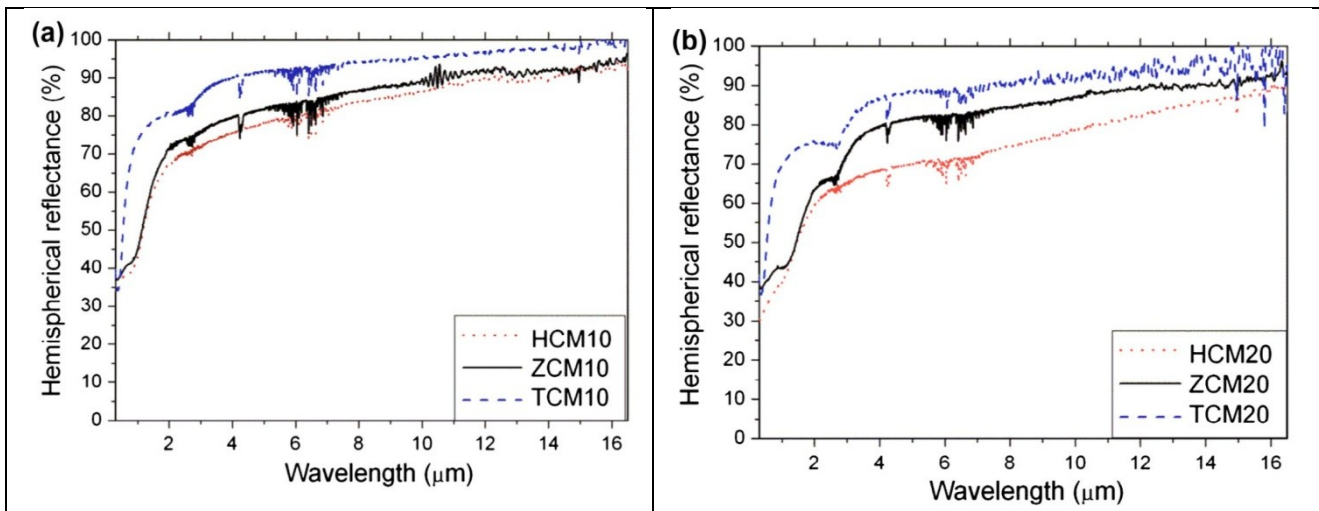 (a)
100
90
80
70
60
50
40
30
20
10
0
Hemispherical reflectance (%)
HCM10
ZCM10
TCM10
2 4 6 8 10 12 14 16
Wavelength (μm)
(b)
100
90
80
70
60
50
40
30
20
10
0
Hemispherical reflectance (%)
HCM20
ZCM20
TCM20
2 4 6 8 10 12 14 16
Wavelength (μm)